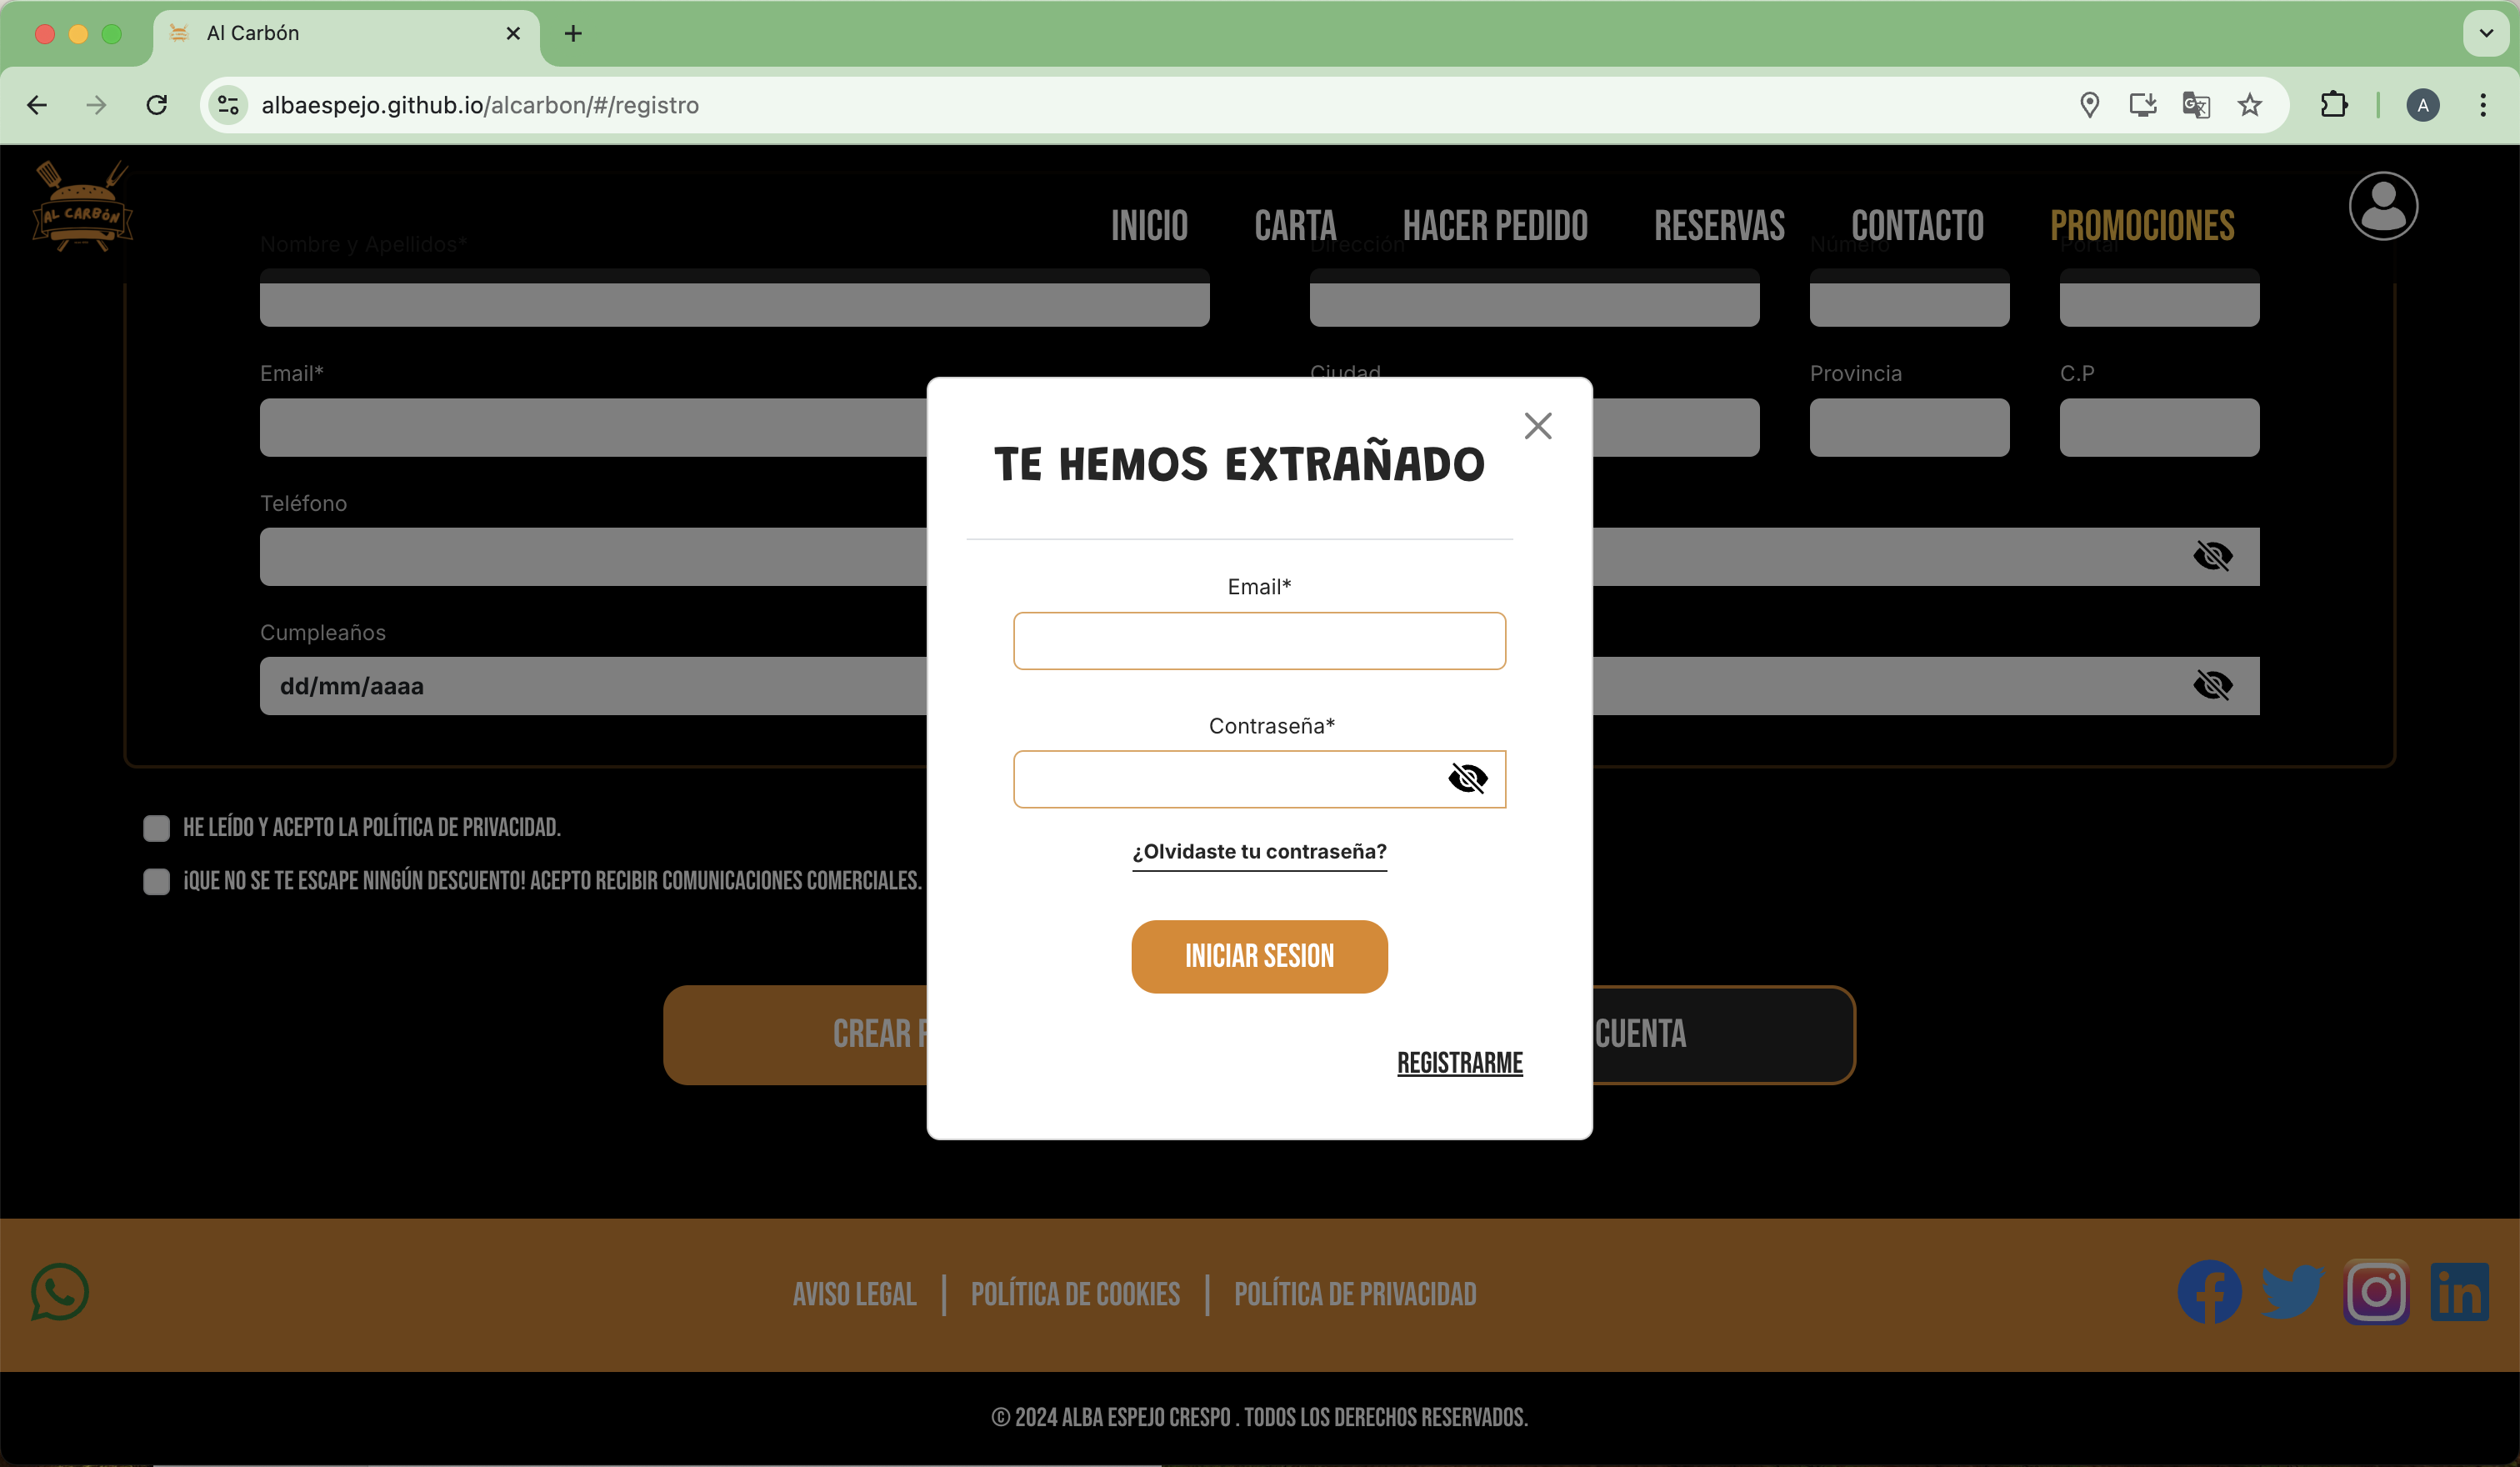 Al Carbón
albaespejo.github.io/alcarbon/#/registro
A
AL CARBÓN
INICIO
CARTA
HACER PEDIDO
RESERVAS
CONTACTO
PROMOCIONES
Nombre y Apellidos*
Dirección
Número
Portal
Email*
Ciudad
Provincia
C.P
Teléfono
Cumpleaños
dd/mm/aaaa
TE HEMOS EXTRAÑADO
Email*
Contraseña*
¿Olvidaste tu contraseña?
INICIAR SESION
REGISTRARME
HE LEÍDO Y ACEPTO LA POLÍTICA DE PRIVACIDAD.
¡QUE NO SE TE ESCAPE NINGÚN DESCUENTO! ACEPTO RECIBIR COMUNICACIONES COMERCIALES.
CREAR
CUENTA
AVISO LEGAL | POLÍTICA DE COOKIES | POLÍTICA DE PRIVACIDAD
© 2024 ALBA ESPEJO CRESPO . TODOS LOS DERECHOS RESERVADOS.